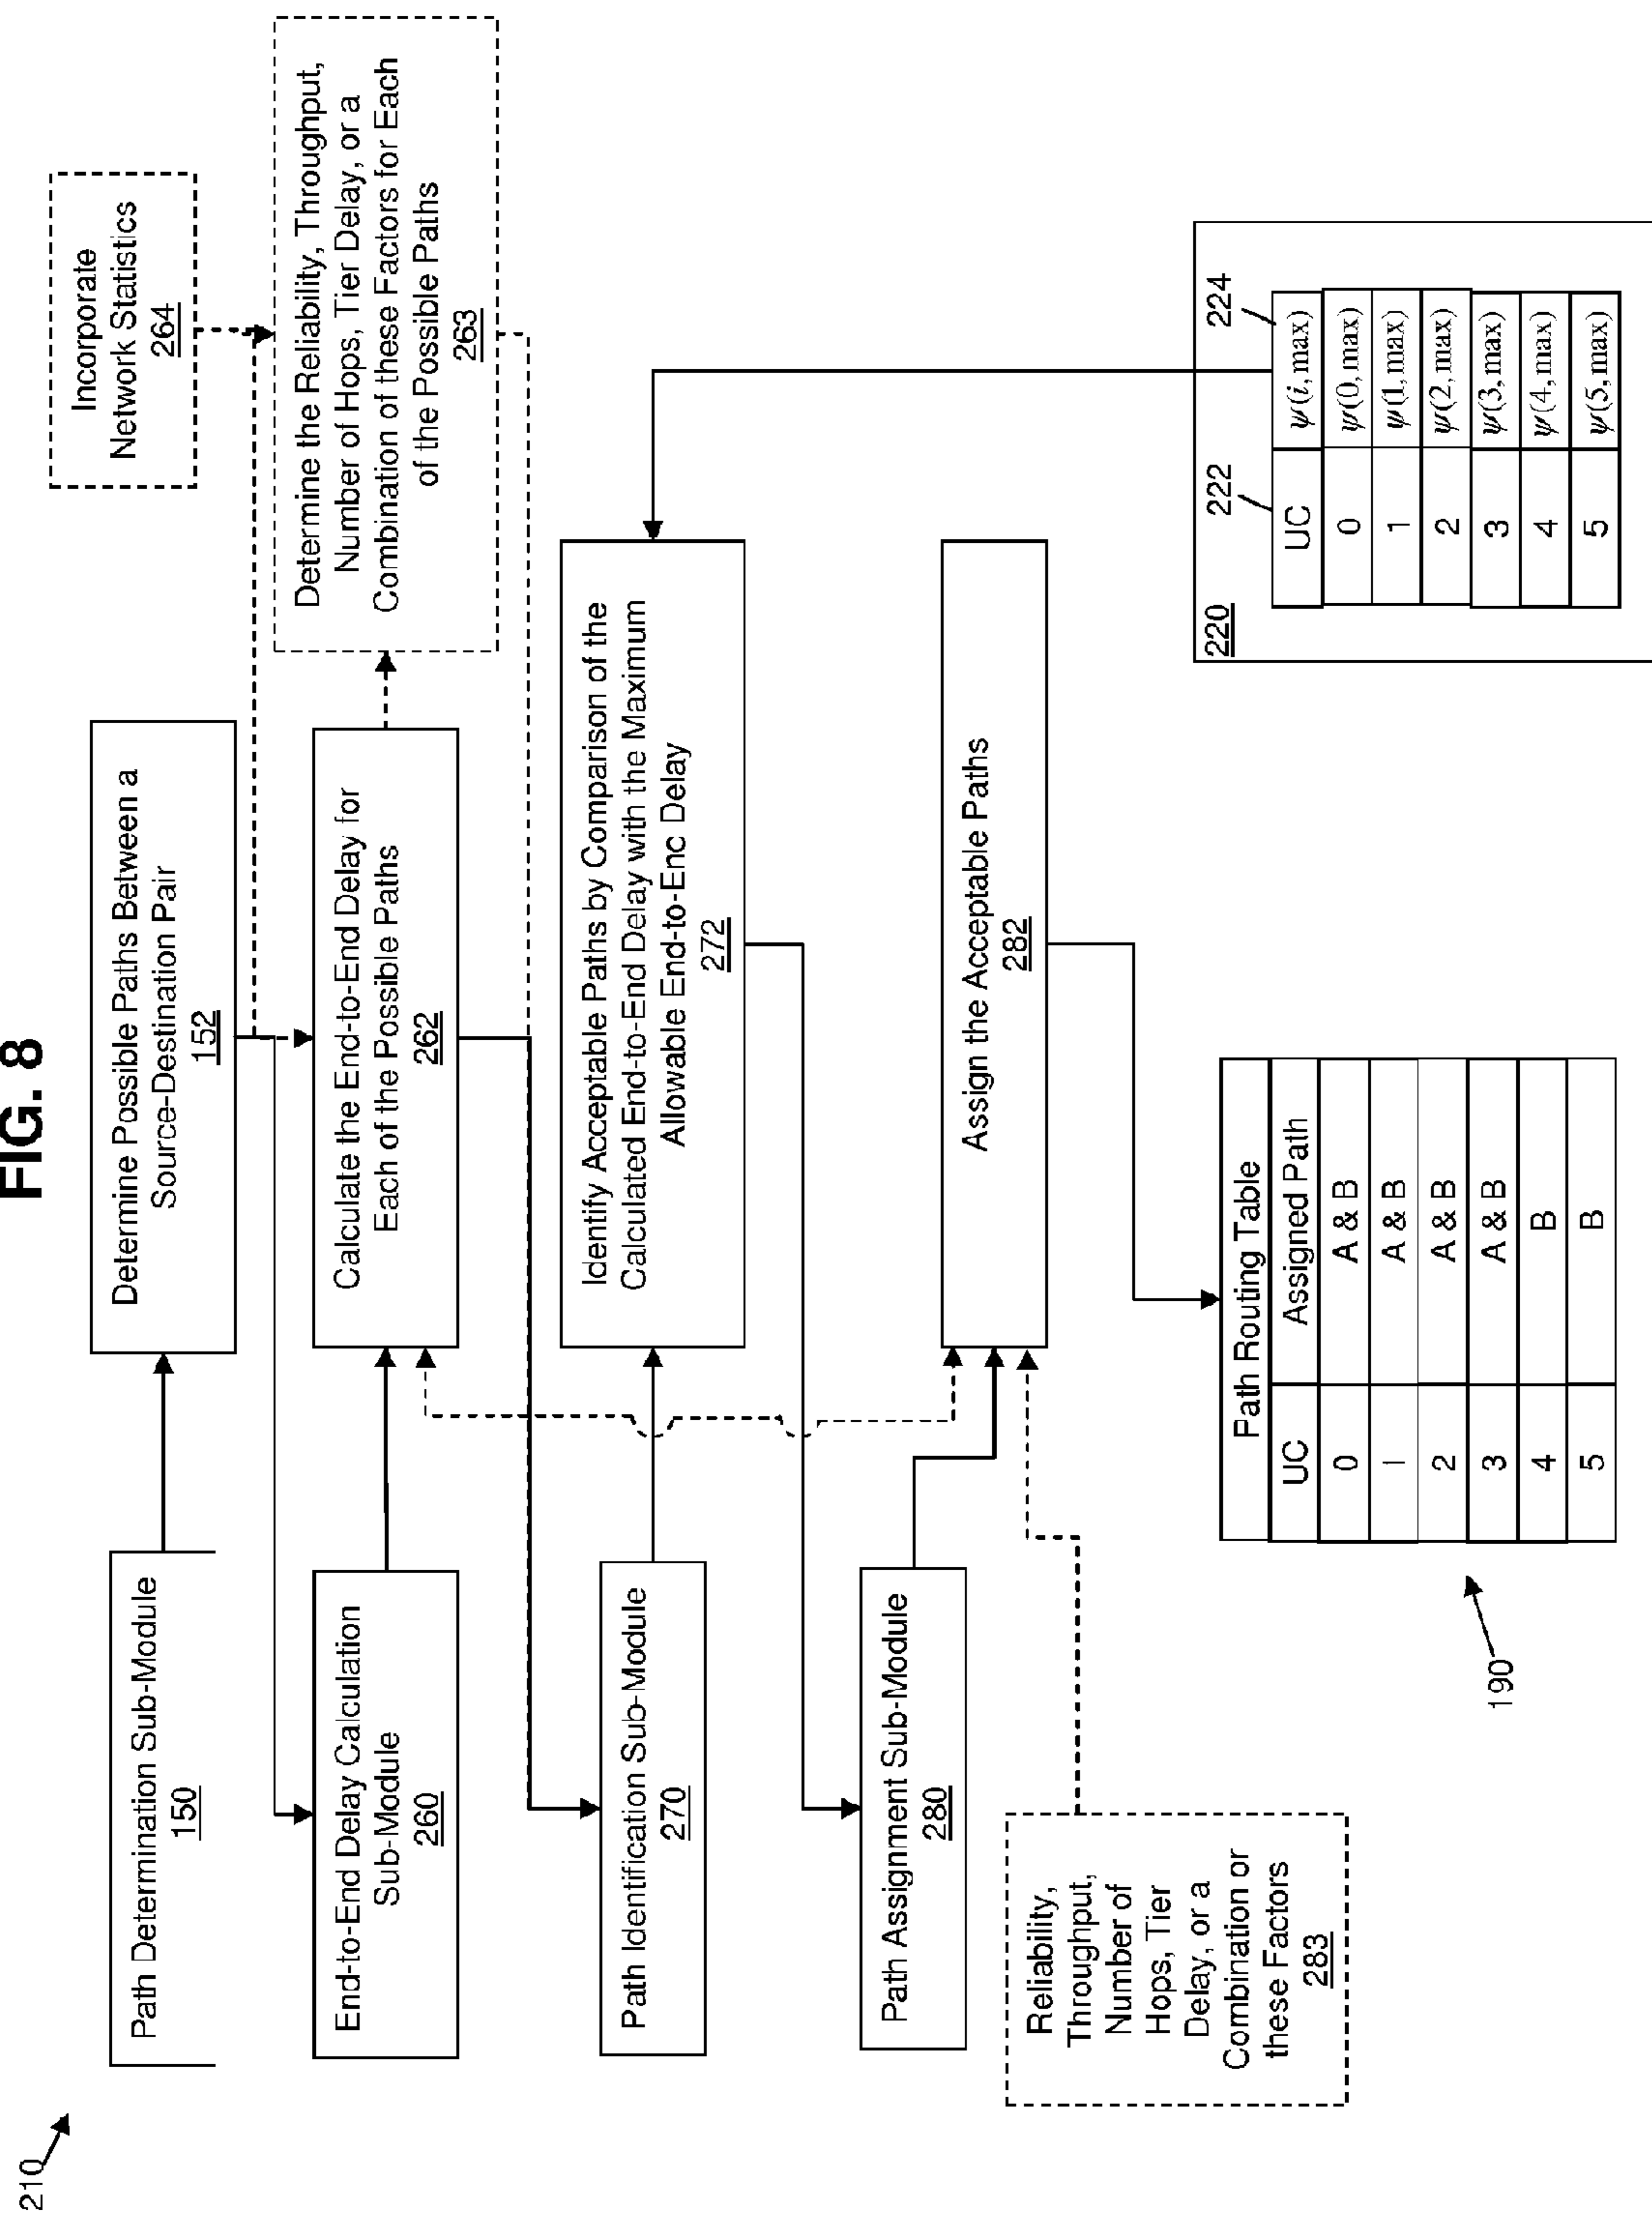 FIG. 8
210
Path Determination Sub-Module
150
Determine Possible Paths Between a
Source-Destination Pair
152
Incorporate
Network Statistics
264
End-to-End Delay Calculation
Sub-Module
260
Calculate the End-to-End Delay for
Each of the Possible Paths
262
Determine the Reliability, Throughput,
Number of Hops, Tier Delay, or a
Combination of these Factors for Each
of the Possible Paths
263
Path Identification Sub-Module
270
Identify Acceptable Paths by Comparison of the
Calculated End-to-End Delay with the Maximum
Allowable End-to-Enc Delay
272
Path Assignment Sub-Module
280
Assign the Acceptable Paths
282
Reliability,
Throughput,
Number of
Hops, Tier
Delay, or a
Combination or
these Factors
283
190
Path Routing Table
UC Assigned Path
0 A & B
1 A & B
2 A & B
3 A & B
4 B
5 B
220
222
224
UC ψ(i,max)
0 ψ(0,max)
1 ψ(1,max)
2 ψ(2,max)
3 ψ(3,max)
4 ψ(4,max)
5 ψ(5,max)